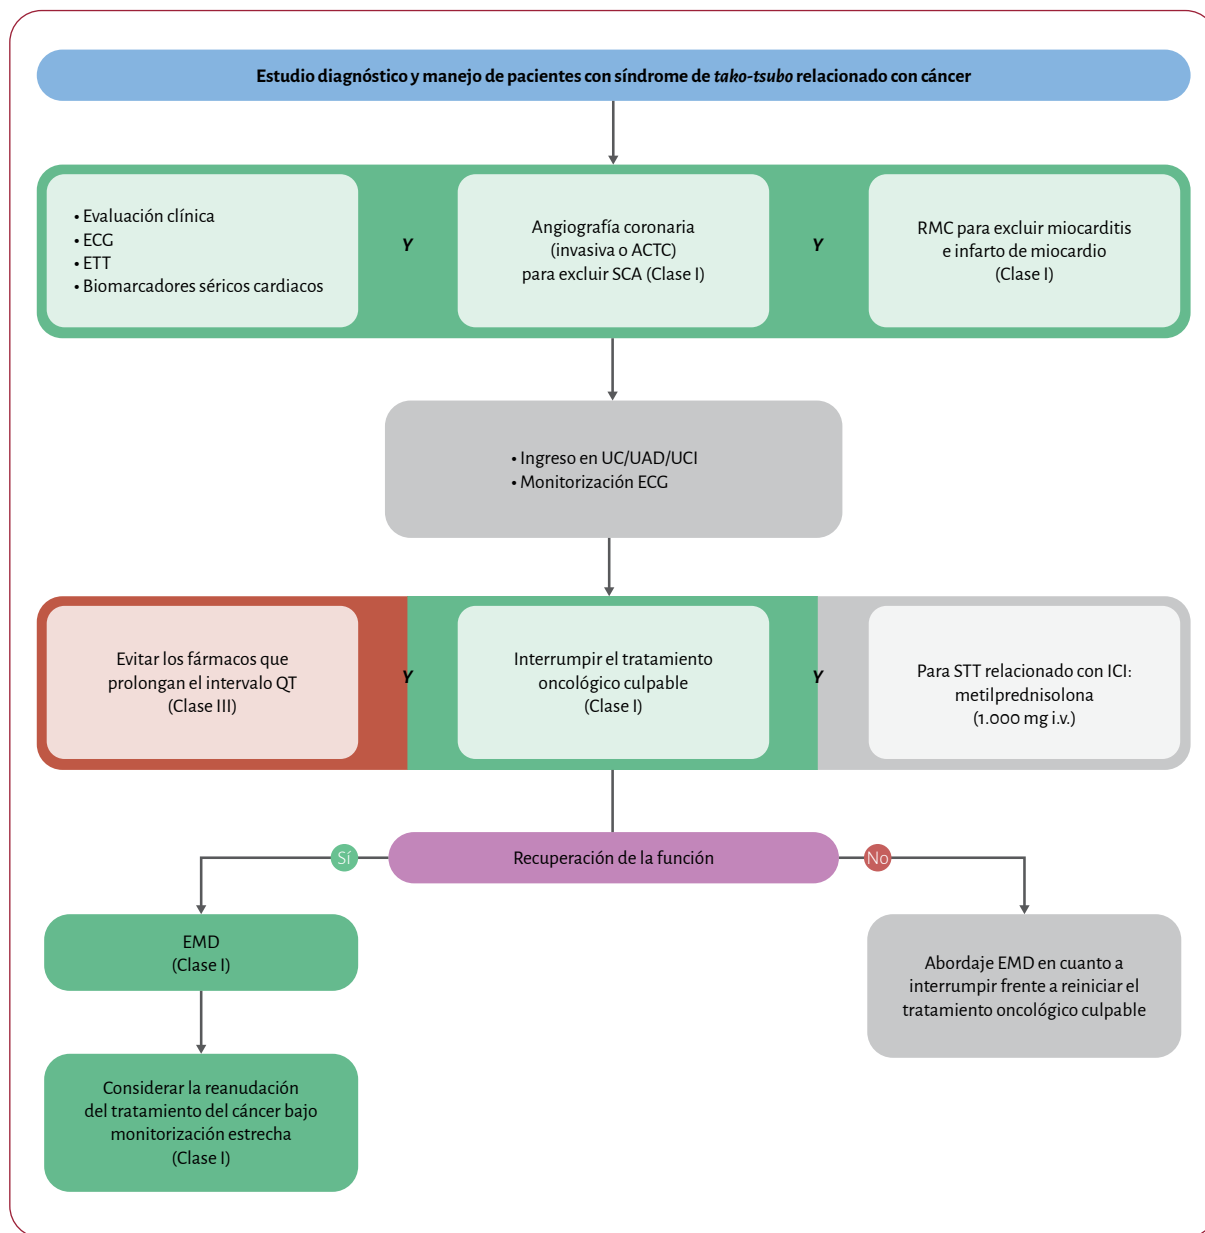 Estudio diagnóstico y manejo de pacientes con síndrome de tako-tsubo relacionado con cáncer
• Evaluación clínica
• ECG
• ETT
• Biomarcadores séricos cardiacos
Y
Angiografía coronaria
(invasiva o ACTC)
para excluir SCA (Clase I)
Y
RMC para excluir miocarditis
e infarto de miocardio
(Clase I)
• Ingreso en UC/UAD/UCI
• Monitorización ECG
Evitar los fármacos que
prolongan el intervalo QT
(Clase III)
Y
Interrumpir el tratamiento
oncológico culpable
(Clase I)
Y
Para STT relacionado con ICI:
metilprednisolona
(1.000 mg i.v.)
Sí
Recuperación de la función
No
EMD
(Clase I)
Abordaje EMD en cuanto a
interrumpir frente a reiniciar el
tratamiento oncológico culpable
Considerar la reanudación
del tratamiento del cáncer bajo
monitorización estrecha
(Clase I)